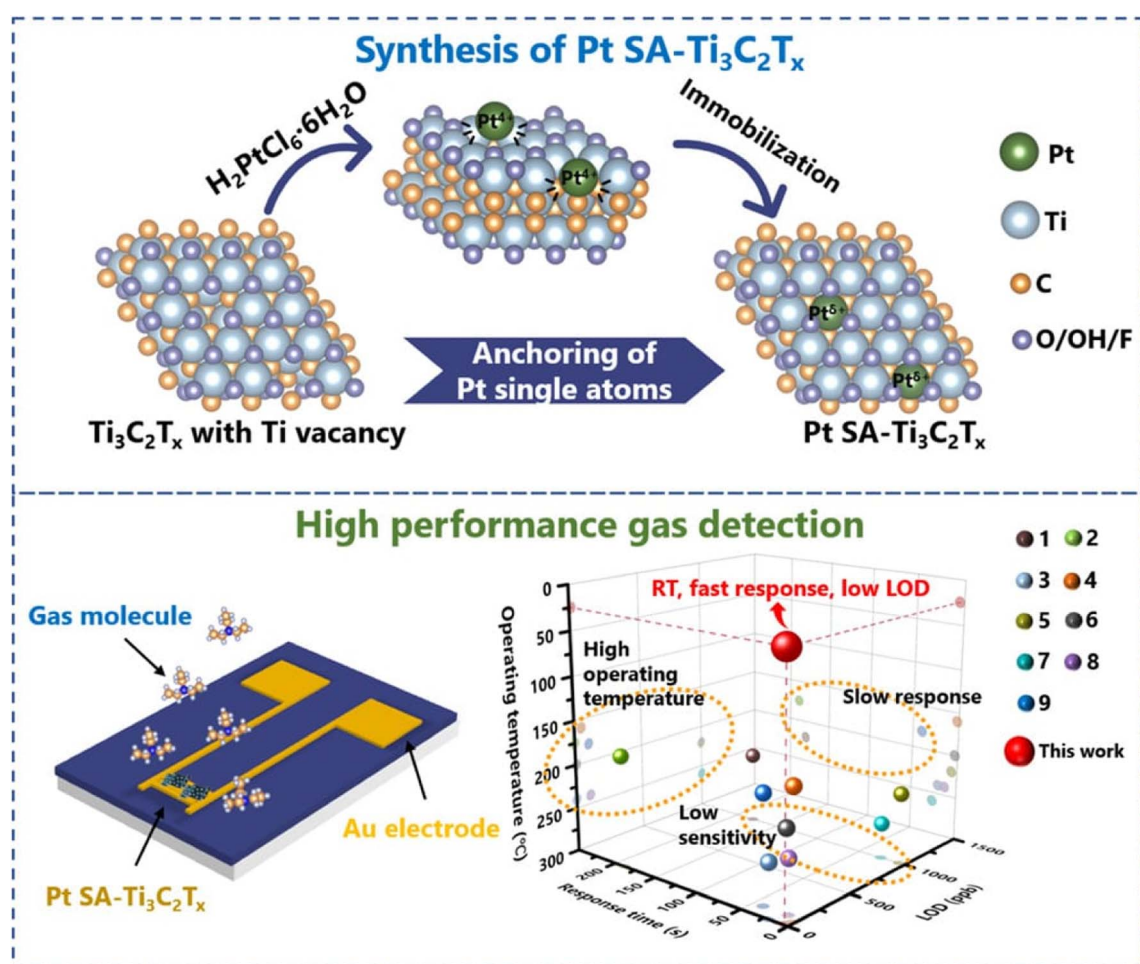 Synthesis of Pt SA-Ti₃C₂Tₓ
H₂PtCl₆·6H₂O
Pt⁴⁺
Pt⁴⁺
Immobilization
Pt
Ti
C
O/OH/F
Ti₃C₂Tₓ with Ti vacancy
Anchoring of
Pt single atoms
Ptᵟ⁺
Ptᵟ⁺
Pt SA-Ti₃C₂Tₓ
High performance gas detection
Gas molecule
Au electrode
Pt SA-Ti₃C₂Tₓ
Operating temperature (℃)
0
50
100
150
200
250
300
Response time (s)
200
150
100
50
0
LOD (ppb)
0
500
1000
1500
RT, fast response, low LOD
High
operating
temperature
Slow response
Low
sensitivity
1 2
3 4
5 6
7 8
9
This work